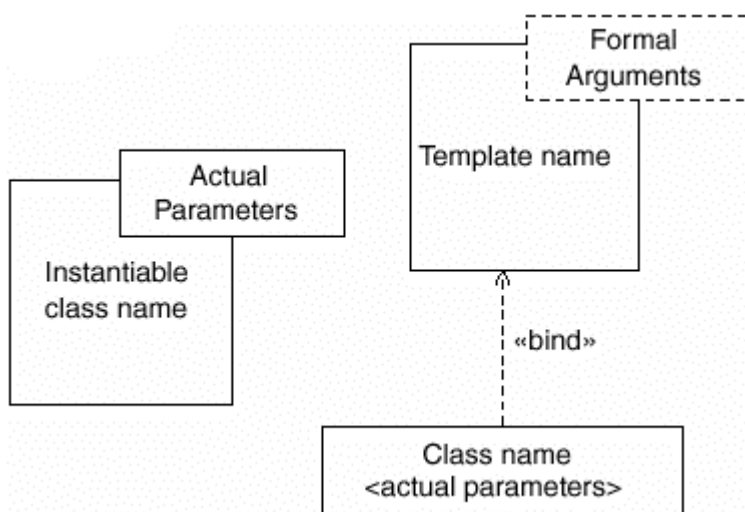 Formal
Arguments
Template name
Actual
Parameters
Instantiable
class name
«bind»
Class name
<actual parameters>